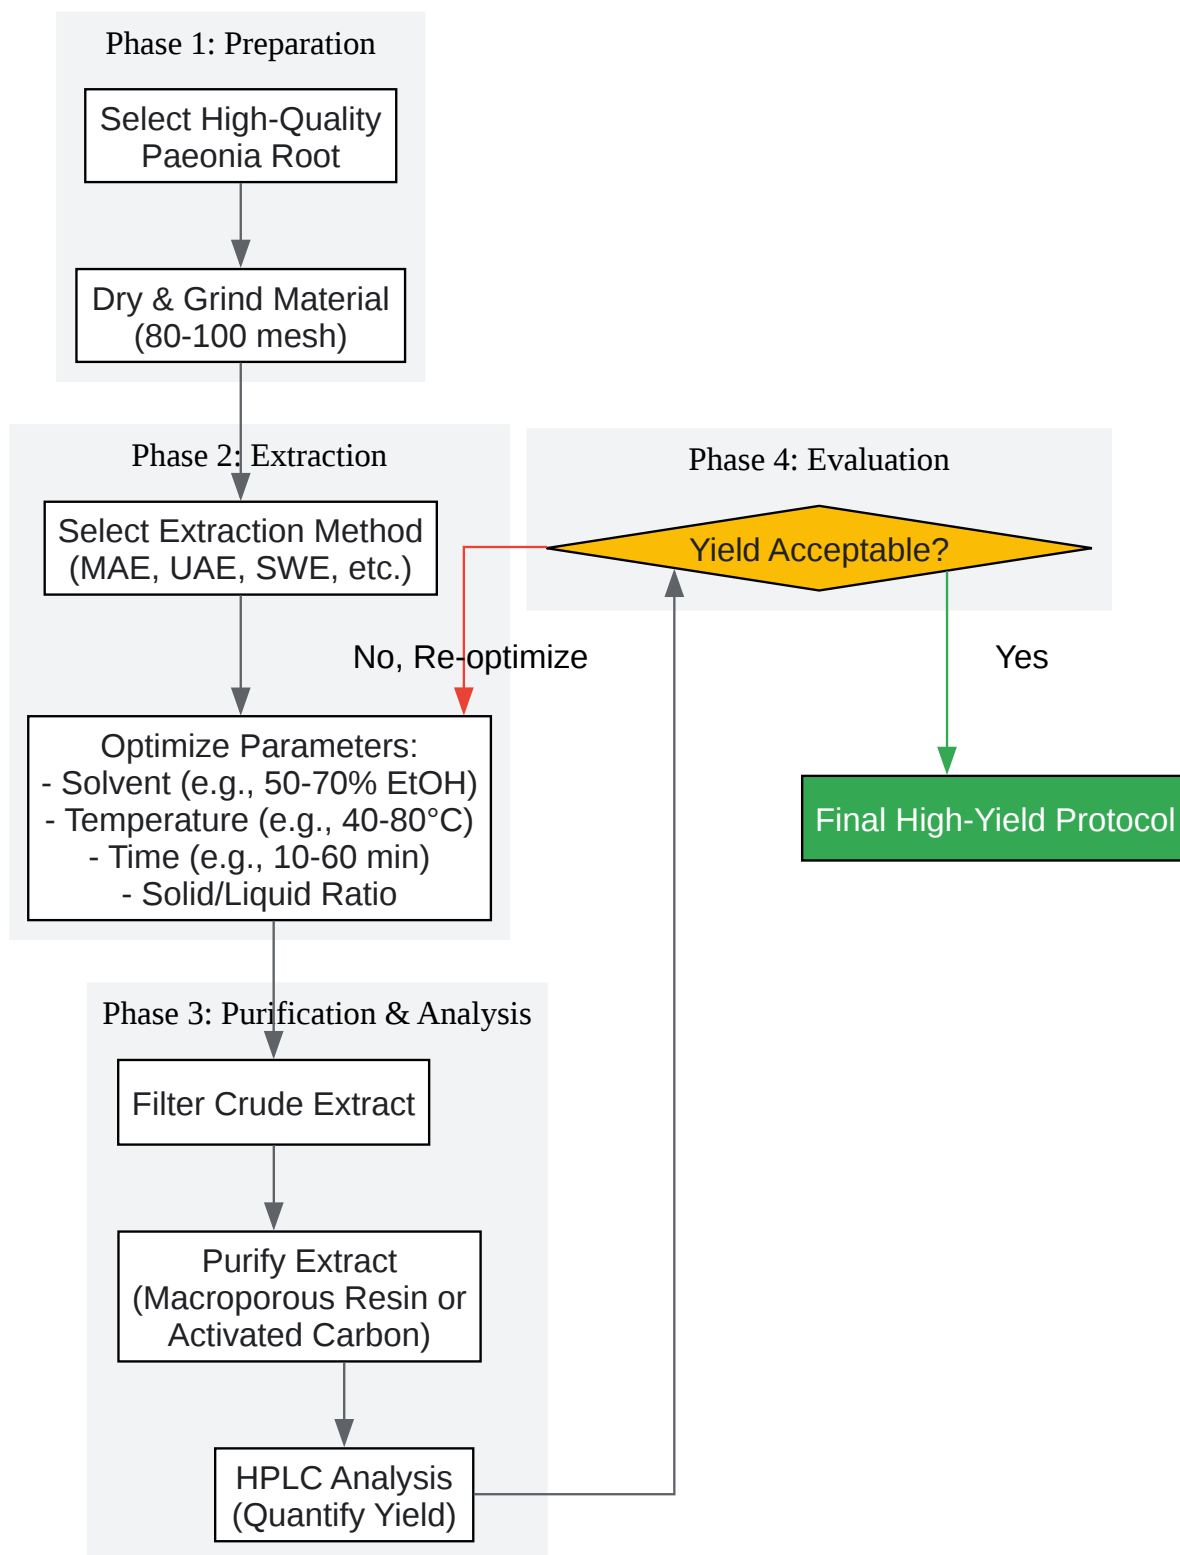 Phase 1: Preparation
Select High-Quality
Paeonia Root
Dry & Grind Material
(80-100 mesh)
Phase 2: Extraction
Select Extraction Method
(MAE, UAE, SWE, etc.)
Phase 4: Evaluation
Yield Acceptable?
No, Re-optimize
Yes
Optimize Parameters:
- Solvent (e.g., 50-70% EtOH)
- Temperature (e.g., 40-80°C)
- Time (e.g., 10-60 min)
- Solid/Liquid Ratio
Final High-Yield Protocol
Phase 3: Purification & Analysis
Filter Crude Extract
Purify Extract
(Macroporous Resin or
Activated Carbon)
HPLC Analysis
(Quantify Yield)